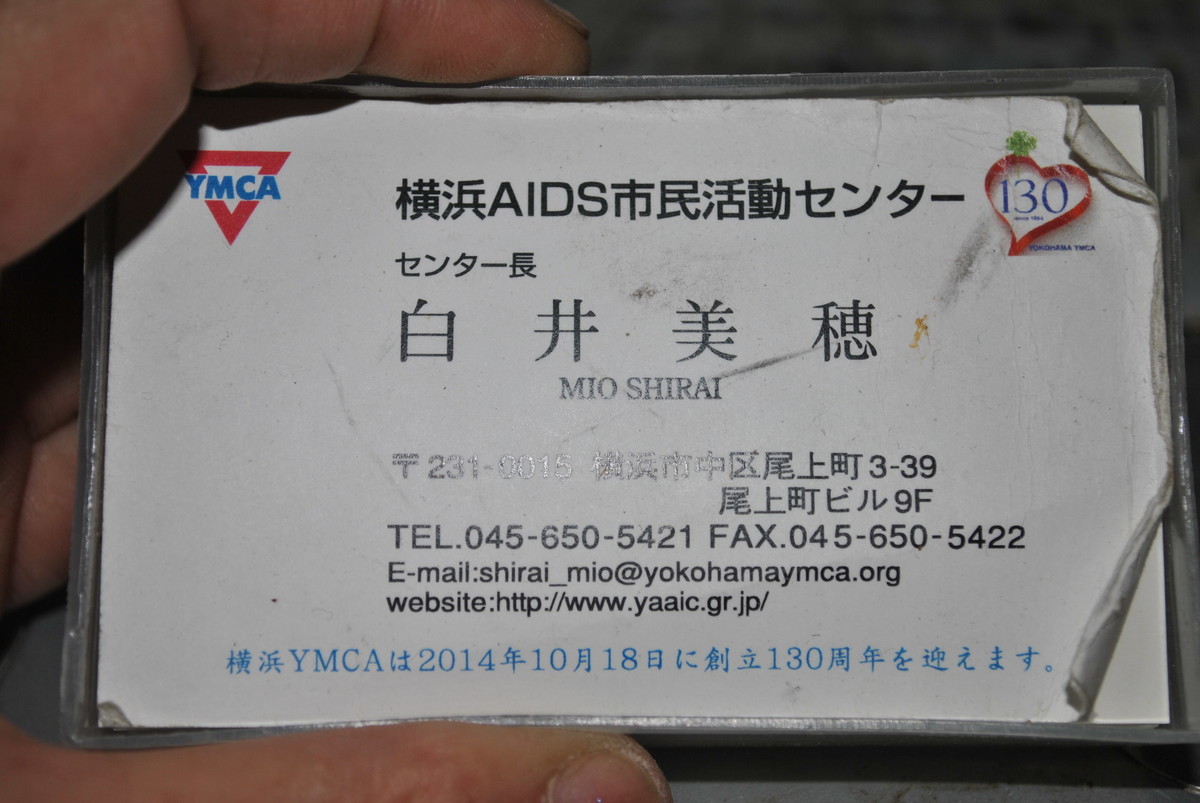 YMCA
横浜AIDS市民活動センター
130
since 1884
YOKOHAMA YMCA
センター長
白井美穂
MIO SHIRAI
〒231-0015 横浜市中区尾上町3-39
尾上町ビル9F
TEL.045-650-5421 FAX.045-650-5422
E-mail:shirai_mio@yokohamaymca.org
website:http://www.yaaic.gr.jp/
横浜YMCAは2014年10月18日に創立130周年を迎えます。